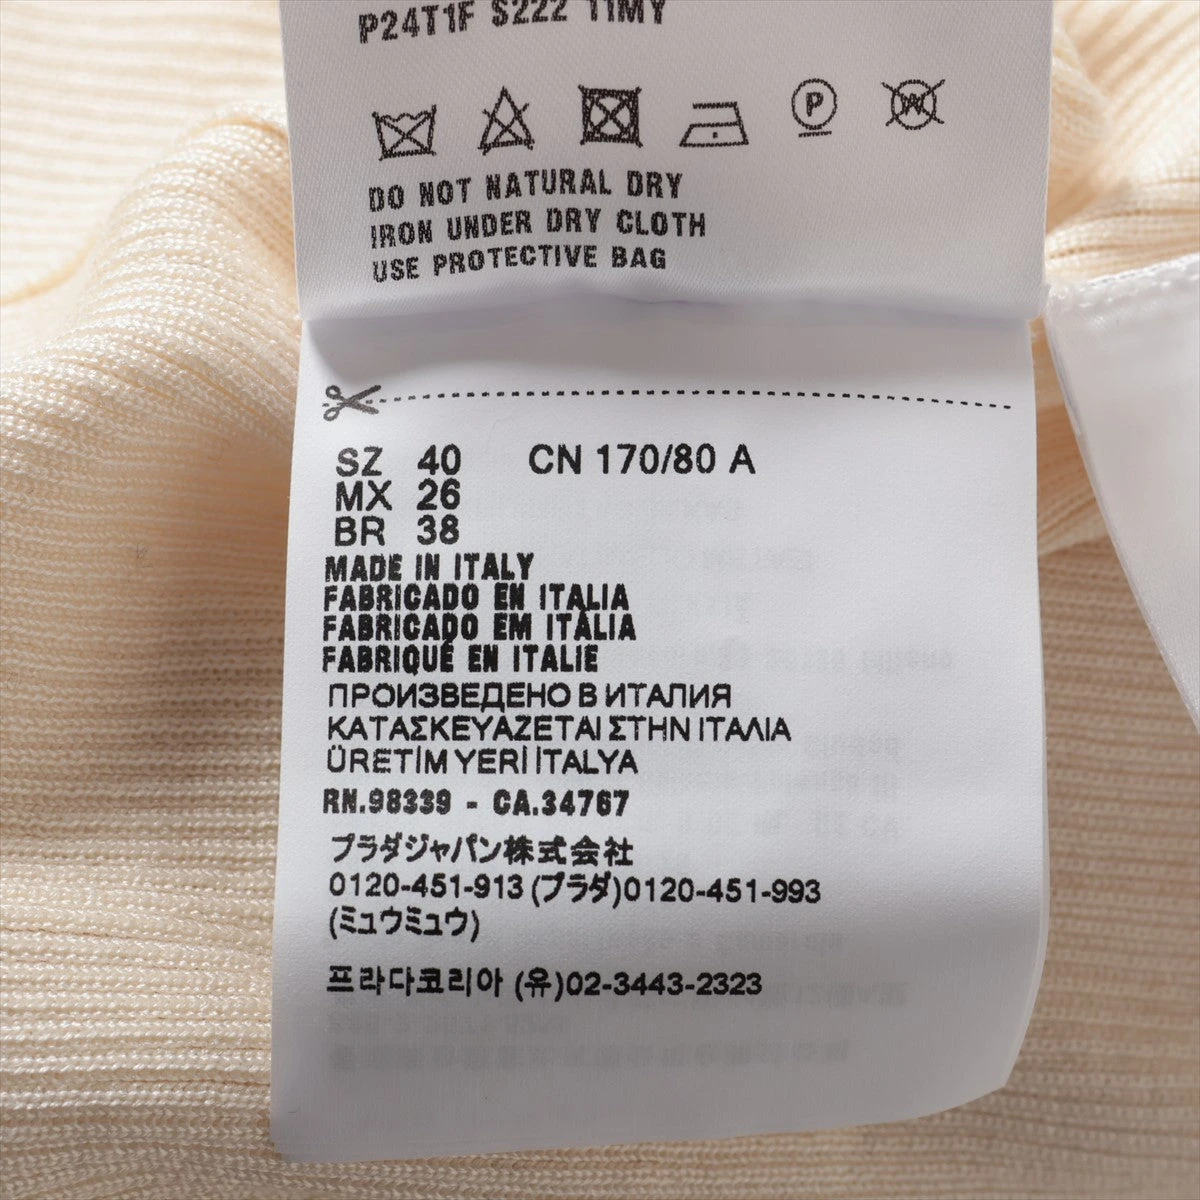 P24T1F S222 11MY
DO NOT NATURAL DRY
IRON UNDER DRY CLOTH
USE PROTECTIVE BAG
SZ 40 CN 170/80 A
MX 26
BR 38
MADE IN ITALY
FABRICADO EN ITALIA
FABRICADO EM ITÀLIA
FABRIQUÉ EN ITALIE
ПРОИЗВЕДЕНО В ИТАЛИЯ
ΚΑΤΑΣΚΕΥΑΖΕΤΑΙ ΣΤΗΝ ΙΤΑΛΙΑ
ÜRETİM YERİ İTALYA
RN.98339 - CA.34767
プラダジャパン株式会社
0120-451-913 (プラダ)0120-451-993
(ミュウミュウ)
프라다코리아 (유)02-3443-2323